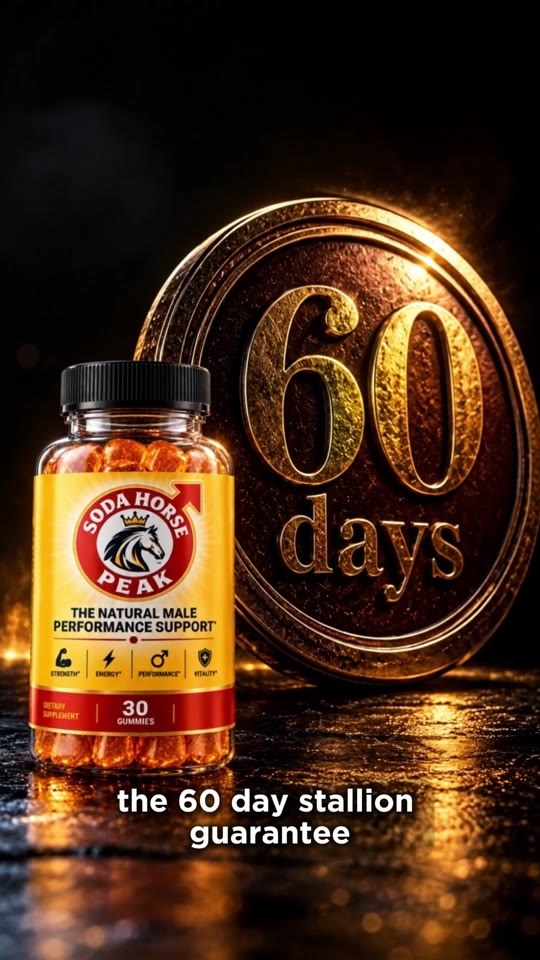 60
days
SODA HORSE
PEAK
THE NATURAL MALE
PERFORMANCE SUPPORT*
STRENGTH* ENERGY* PERFORMANCE* VITALITY*
DIETARY
SUPPLEMENT
30
GUMMIES
the 60 day stallion
guarantee